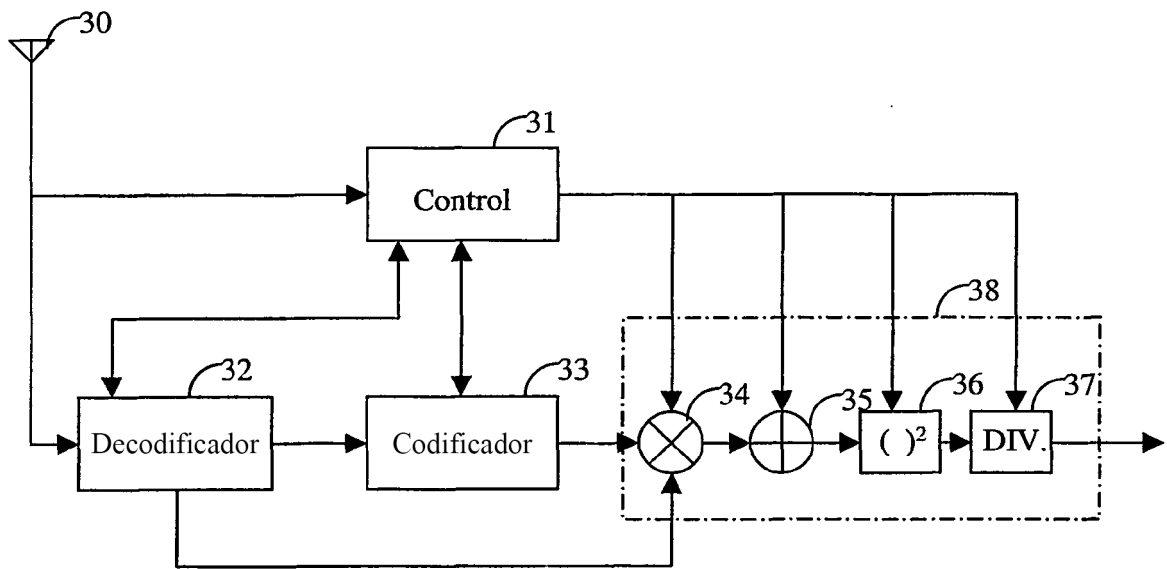 30
31
Control
38
32
33
34
35
36
37
Decodificador
Codificador
( )²
DIV.